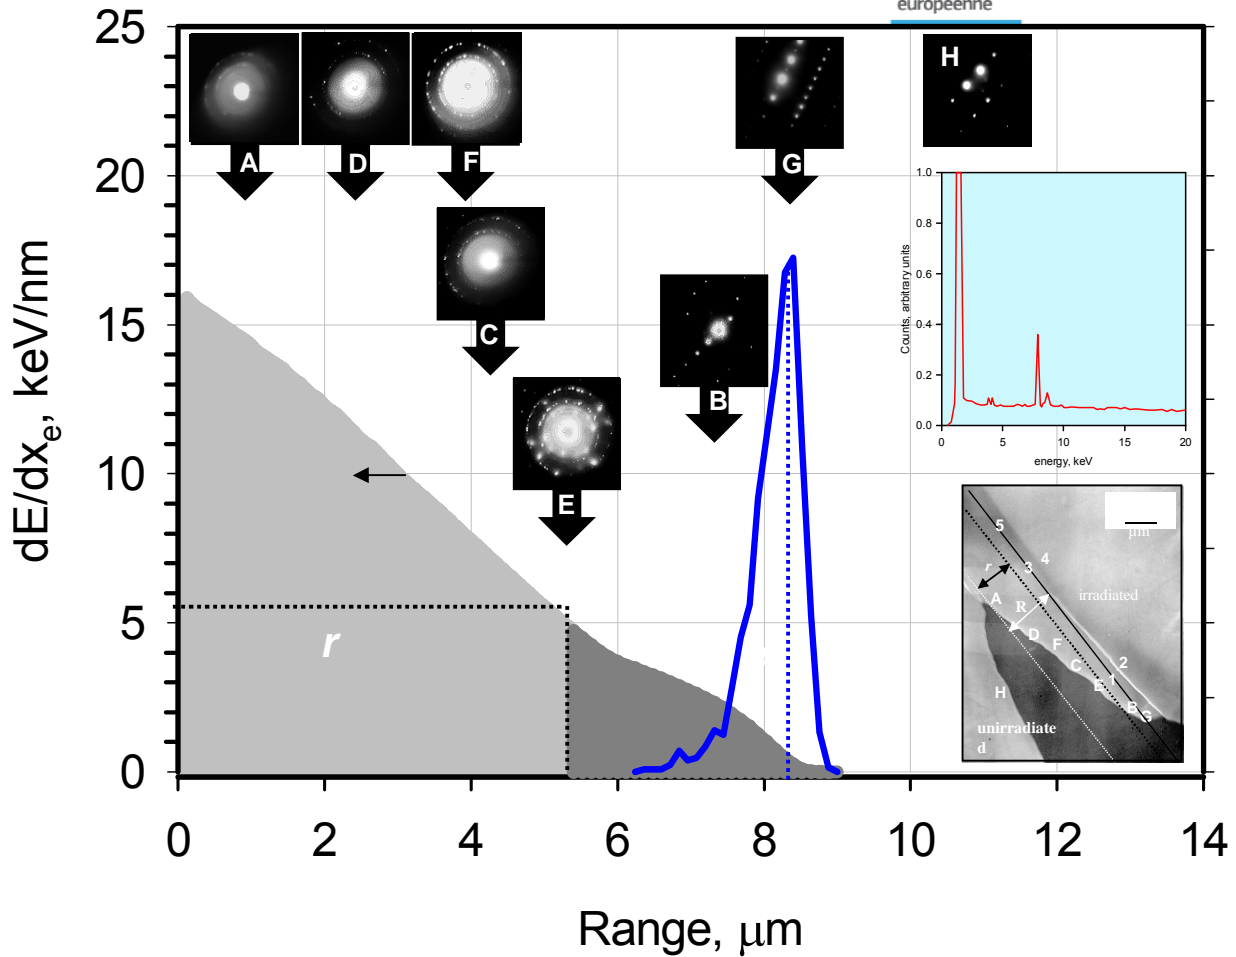 européenne
25
20
15
10
5
0
dE/dxe, keV/nm
0 2 4 6 8 10 12 14
Range, μm
A
D
F
G
H
C
B
E
r
1.0
0.8
0.6
0.4
0.2
0.0
Counts, arbitrary units
0 5 10 15 20
energy, keV
μm
5
4
3
r
A
R
irradiated
D
F
C
2
E
1
H
B
G
unirradiate
d